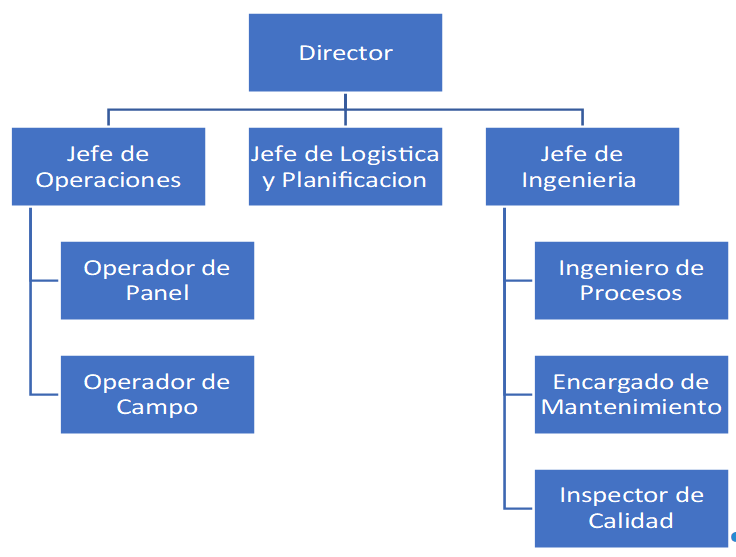 Director
Jefe de
Operaciones
Jefe de Logistica
y Planificacion
Jefe de
Ingenieria
Operador de
Panel
Ingeniero de
Procesos
Operador de
Campo
Encargado de
Mantenimiento
Inspector de
Calidad